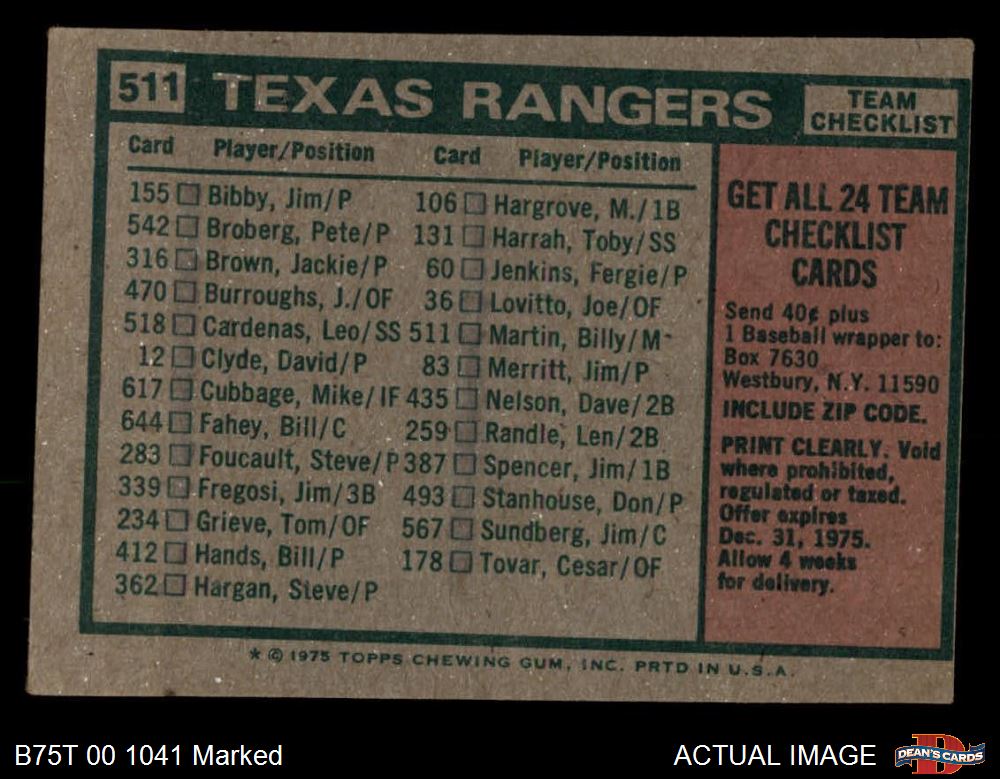 511 TEXAS RANGERS TEAM CHECKLIST
Card Player/Position Card Player/Position
155 Bibby, Jim/P
542 Broberg, Pete/P
316 Brown, Jackie/P
470 Burroughs, J./OF
518 Cardenas, Leo/SS
12 Clyde, David/P
617 Cubbage, Mike/IF
644 Fahey, Bill/C
283 Foucault, Steve/P
339 Fregosi, Jim/3B
234 Grieve, Tom/OF
412 Hands, Bill/P
362 Hargan, Steve/P
106 Hargrove, M./1B
131 Harrah, Toby/SS
60 Jenkins, Fergie/P
36 Lovitto, Joe/OF
511 Martin, Billy/M
83 Merritt, Jim/P
435 Nelson, Dave/2B
259 Randle, Len/2B
387 Spencer, Jim/1B
493 Stanhouse, Don/P
567 Sundberg, Jim/C
178 Tovar, Cesar/OF
GET ALL 24 TEAM
CHECKLIST
CARDS
Send 40¢ plus
1 Baseball wrapper to:
Box 7630
Westbury, N.Y. 11590
INCLUDE ZIP CODE.
PRINT CLEARLY. Void
where prohibited,
regulated or taxed.
Offer expires
Dec. 31, 1975.
Allow 4 weeks
for delivery.
* © 1975 TOPPS CHEWING GUM, INC. PRTD IN U.S.A.
B75T 00 1041 Marked
ACTUAL IMAGE
DEAN'S CARDS